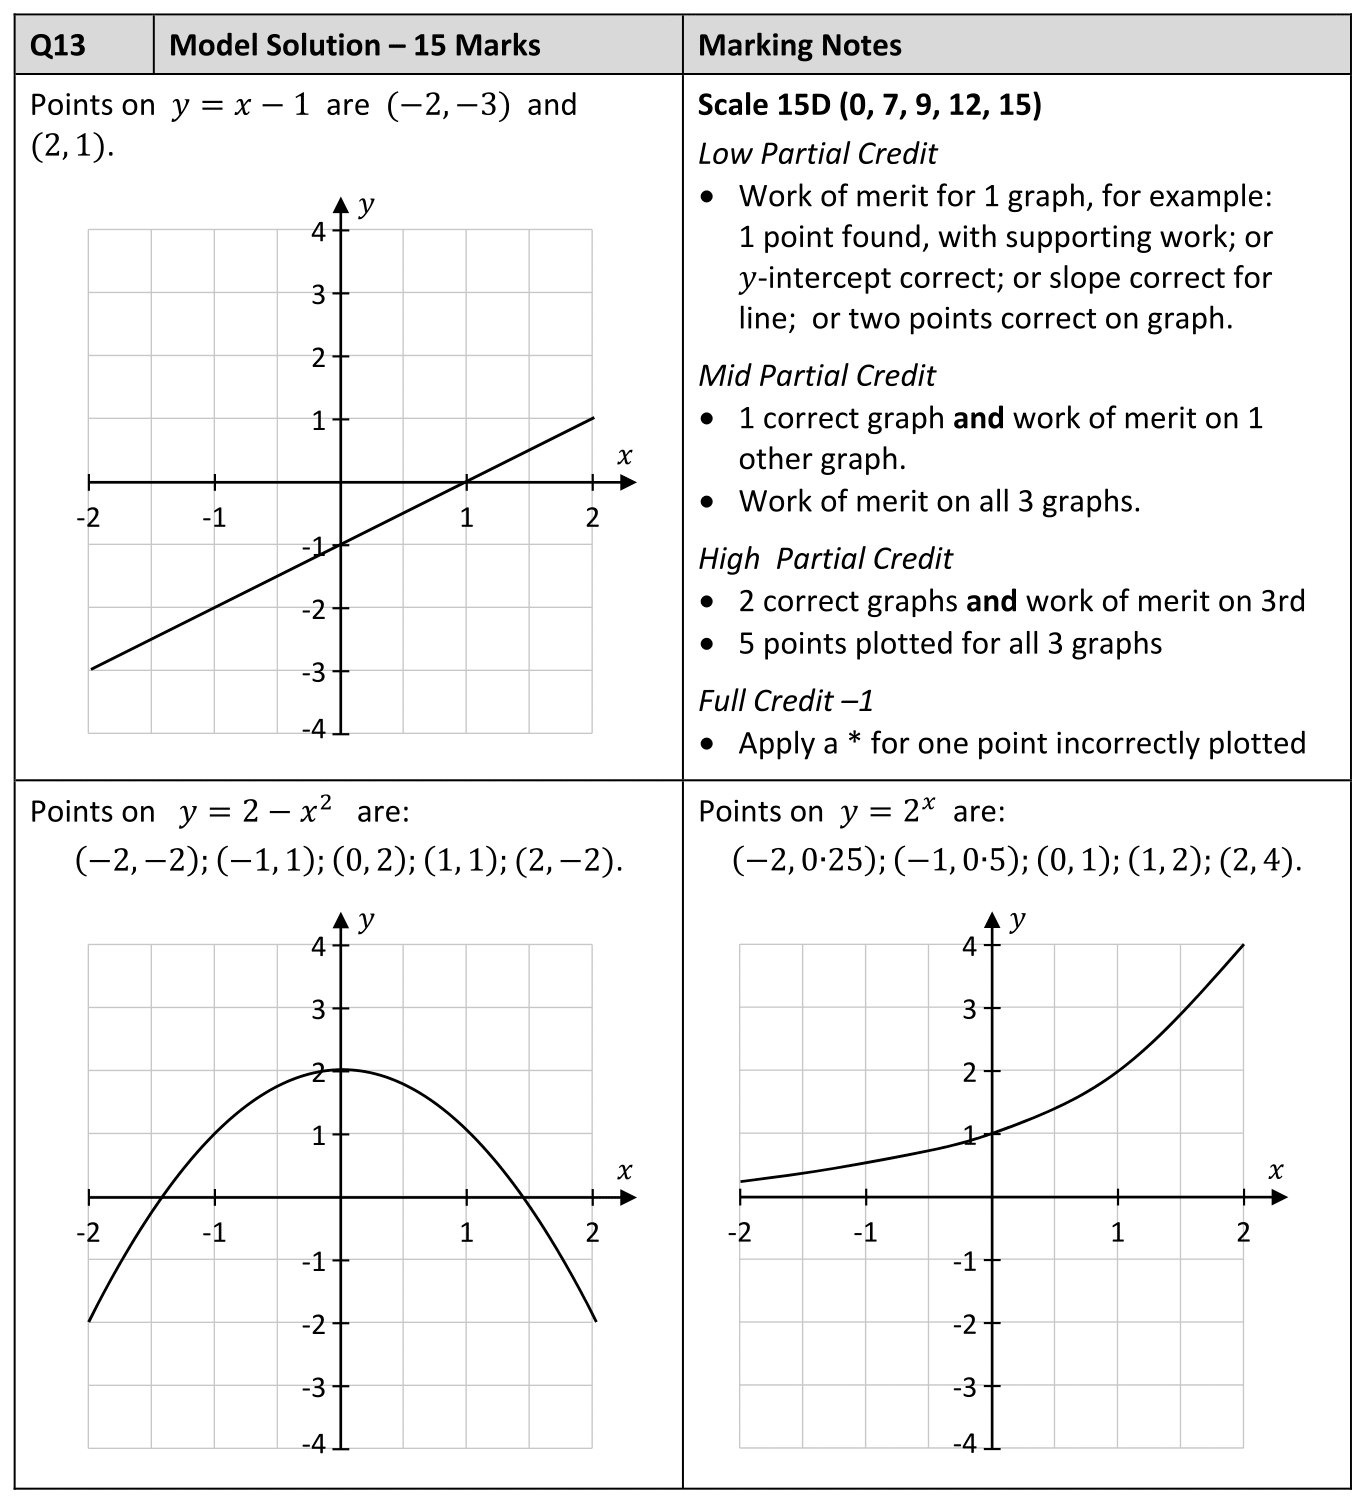 Q13 Model Solution – 15 Marks Marking Notes
Points on y = x − 1 are (−2, −3) and
(2, 1).
y
4
3
2
1
x
-2 -1 1 2
-1
-2
-3
-4
Scale 15D (0, 7, 9, 12, 15)
Low Partial Credit
• Work of merit for 1 graph, for example:
1 point found, with supporting work; or
y-intercept correct; or slope correct for
line; or two points correct on graph.
Mid Partial Credit
• 1 correct graph and work of merit on 1
other graph.
• Work of merit on all 3 graphs.
High Partial Credit
• 2 correct graphs and work of merit on 3rd
• 5 points plotted for all 3 graphs
Full Credit –1
• Apply a * for one point incorrectly plotted
Points on y = 2 − x² are:
(−2, −2); (−1, 1); (0, 2); (1, 1); (2, −2).
y
4
3
2
1
x
-2 -1 1 2
-1
-2
-3
-4
Points on y = 2ˣ are:
(−2, 0·25); (−1, 0·5); (0, 1); (1, 2); (2, 4).
y
4
3
2
1
x
-2 -1 1 2
-1
-2
-3
-4